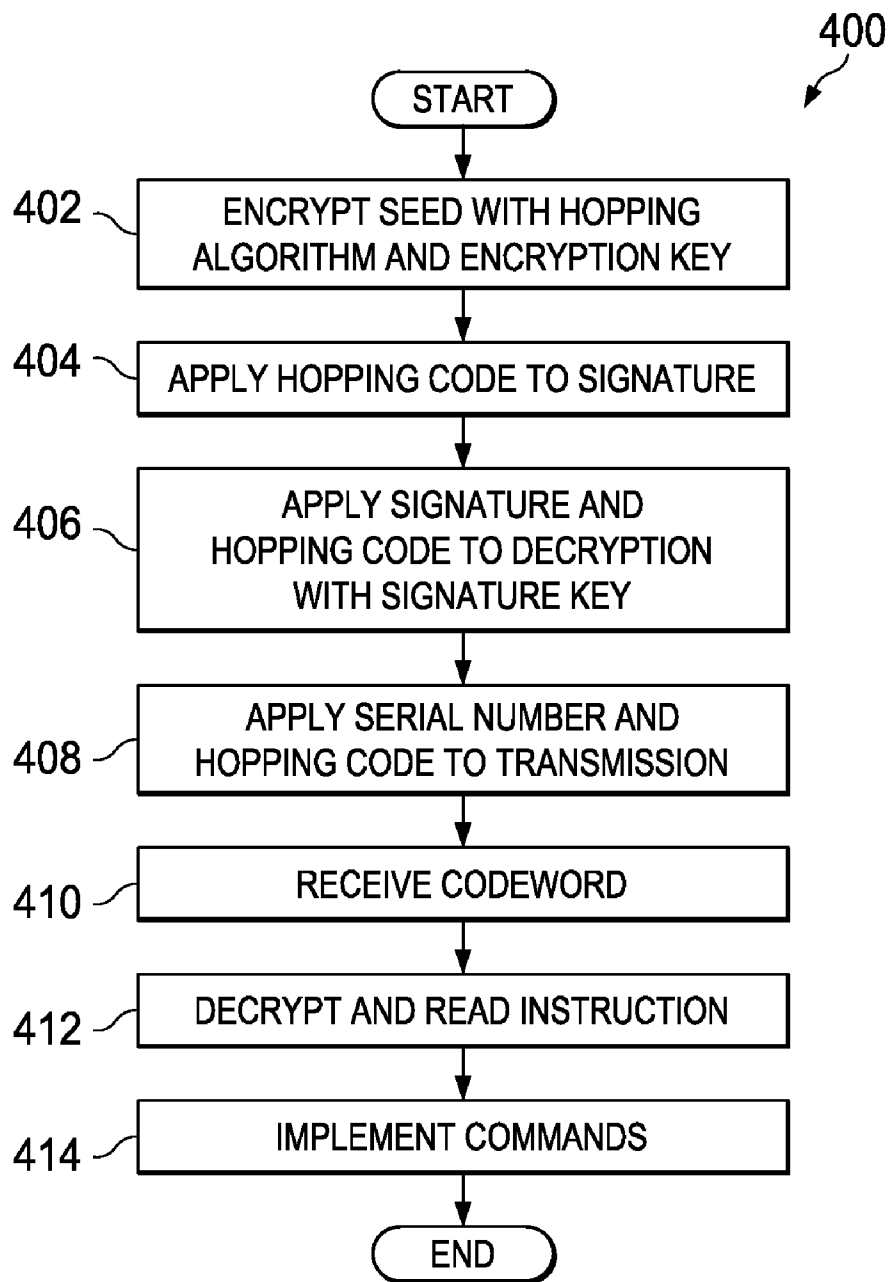 400
START
402
ENCRYPT SEED WITH HOPPING
ALGORITHM AND ENCRYPTION KEY
404
APPLY HOPPING CODE TO SIGNATURE
406
APPLY SIGNATURE AND
HOPPING CODE TO DECRYPTION
WITH SIGNATURE KEY
408
APPLY SERIAL NUMBER AND
HOPPING CODE TO TRANSMISSION
410
RECEIVE CODEWORD
412
DECRYPT AND READ INSTRUCTION
414
IMPLEMENT COMMANDS
END